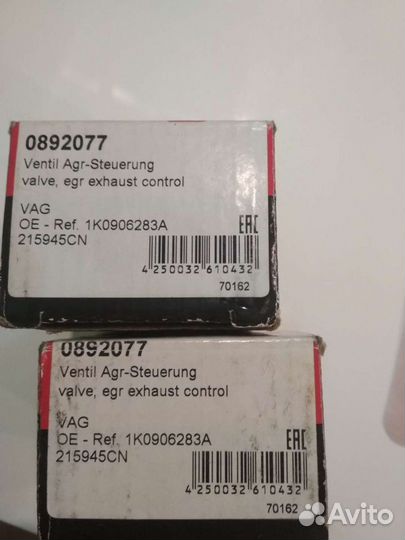 0892077
Ventil Agr-Steuerung
valve, egr exhaust control
VAG
OE - Ref. 1K0906283A
215945CN
EAC
4 250032 610432
70162
0892077
Ventil Agr-Steuerung
valve, egr exhaust control
VAG
OE - Ref. 1K0906283A
215945CN
EAC
4 250032 610432
70162
Avito